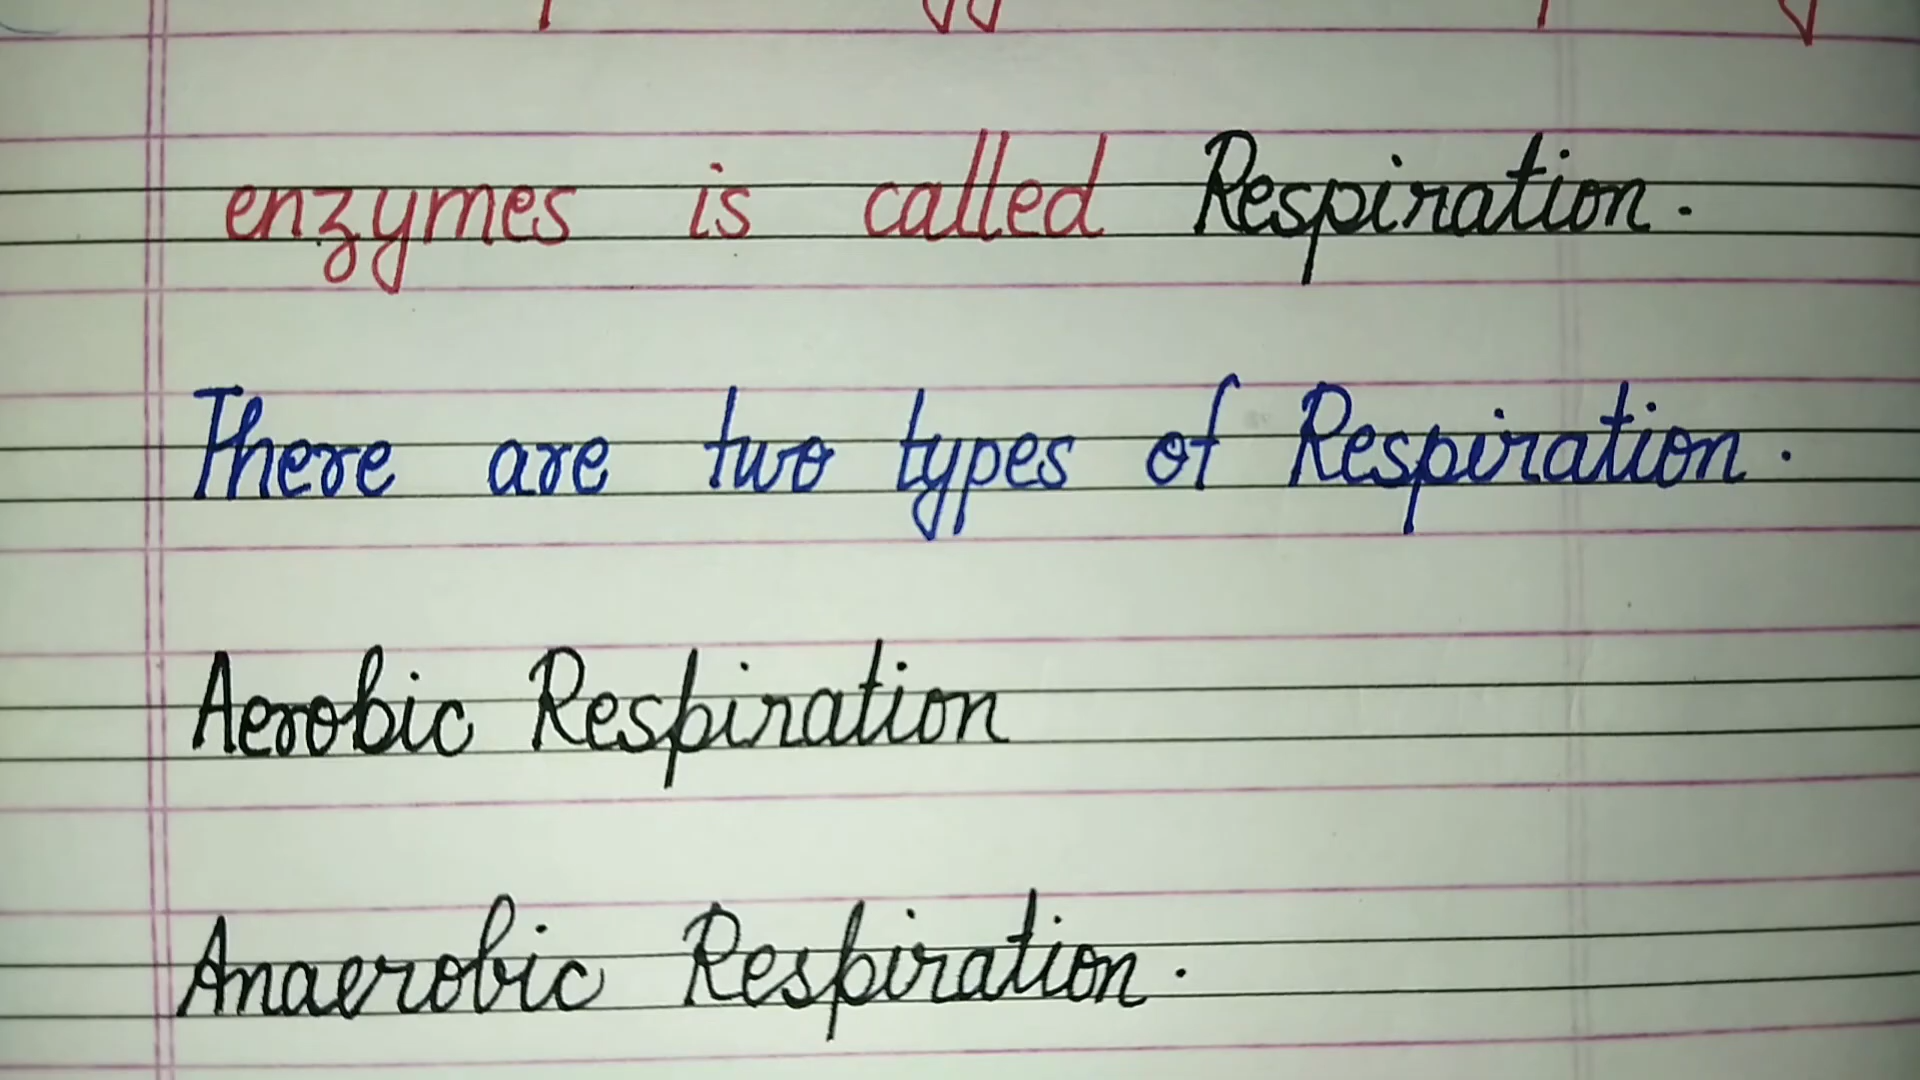 enzymes is called Respiration.
There are two types of Respiration.
Aerobic Respiration
Anaerobic Respiration.